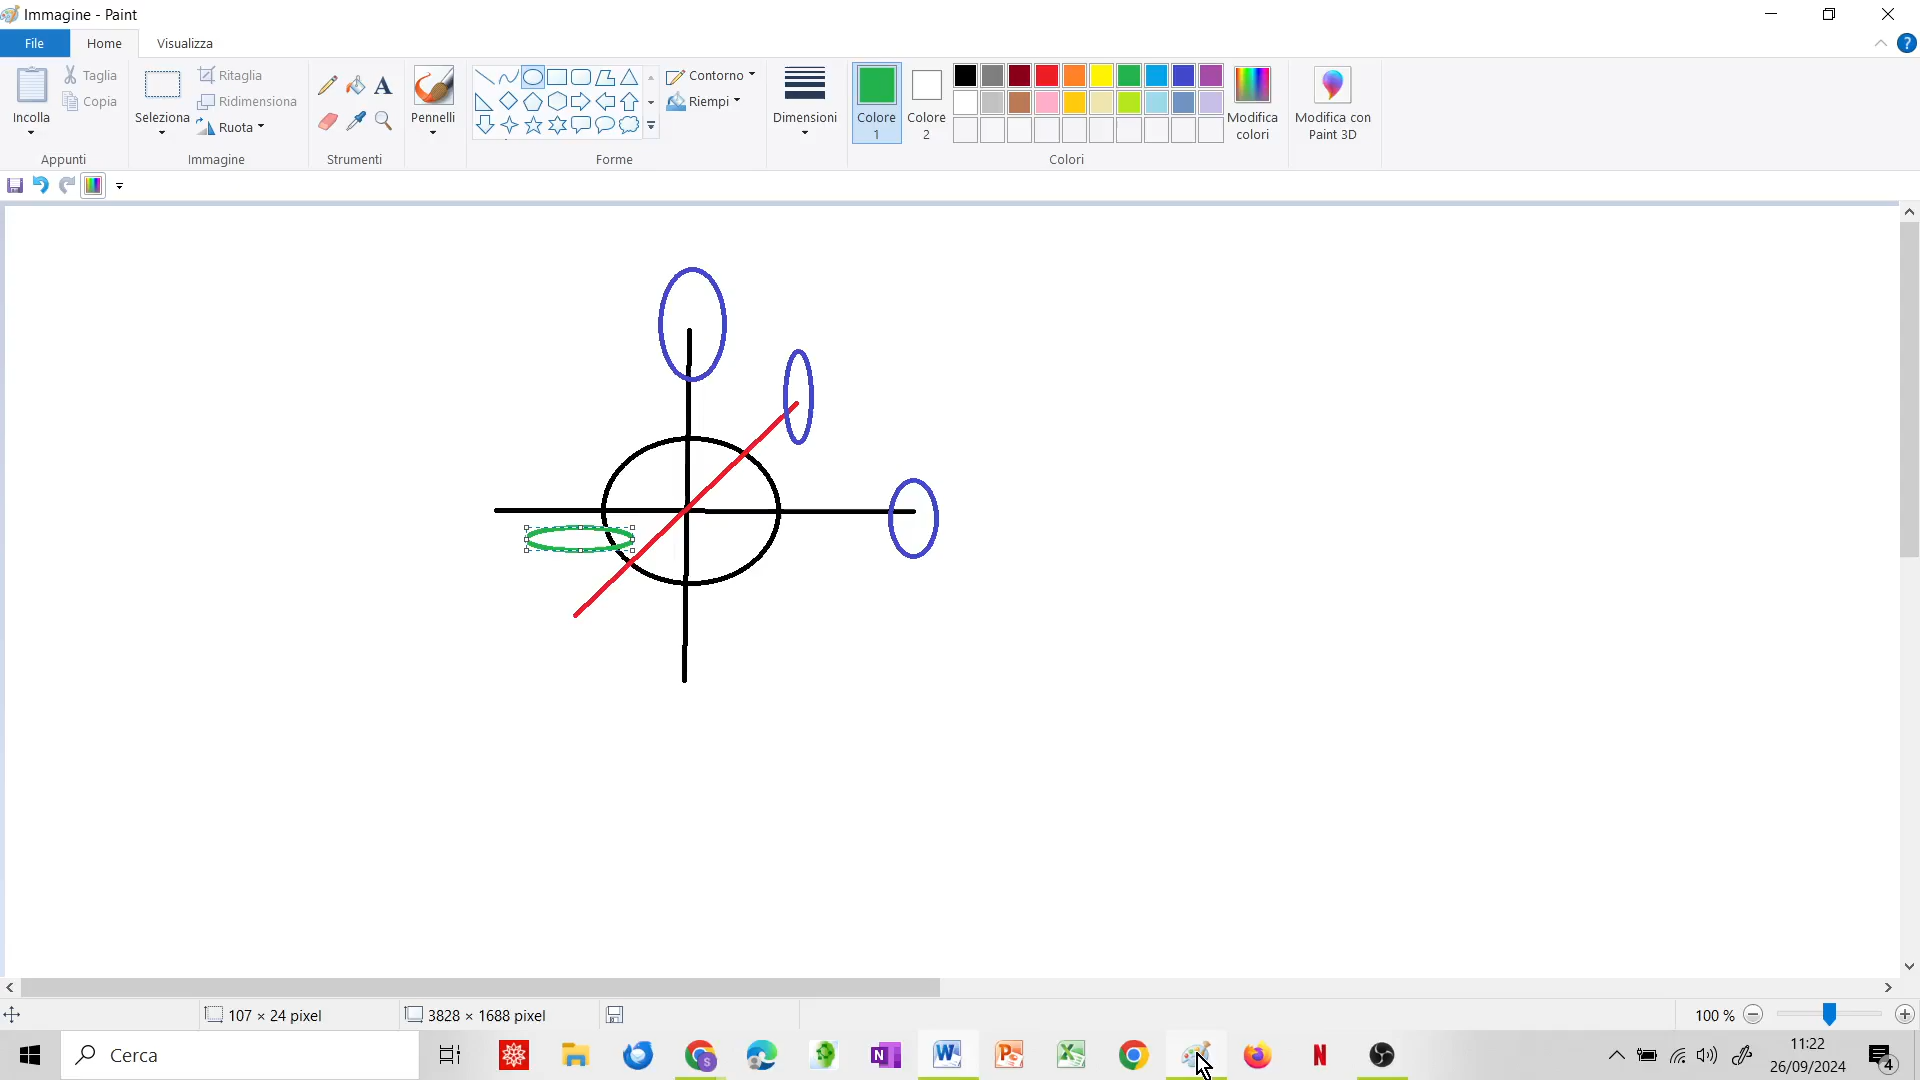 Immagine - Paint
File
Home
Visualizza
?
Incolla
Taglia
Copia
Appunti
Seleziona
Ritaglia
Ridimensiona
Ruota
Immagine
A
Strumenti
Pennelli
Contorno
Riempi
Forme
Dimensioni
Colore
1
Colore
2
Modifica
colori
Colori
Modifica con
Paint 3D
107 × 24 pixel
3828 × 1688 pixel
100 %
Cerca
S
N
W
P
X
N
11:22
26/09/2024
4